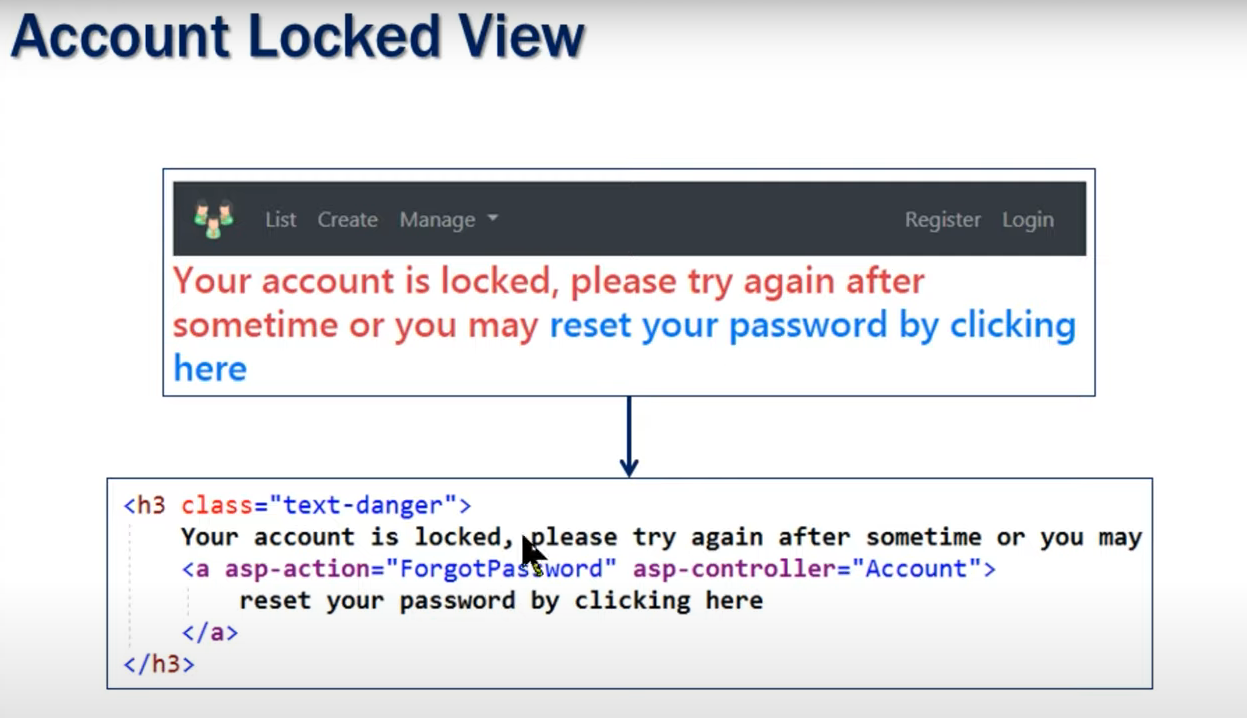 Account Locked View
List Create Manage Register Login
Your account is locked, please try again after
sometime or you may reset your password by clicking
here
<h3 class="text-danger">
Your account is locked, please try again after sometime or you may
<a asp-action="ForgotPassword" asp-controller="Account">
reset your password by clicking here
</a>
</h3>